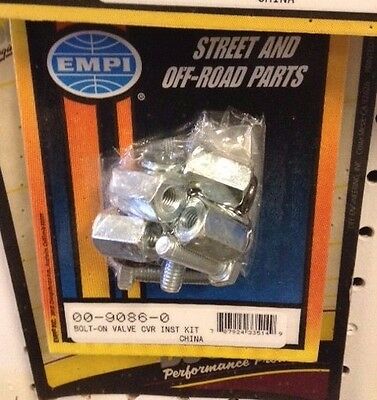 CHINA
EMPI
®
STREET AND
OFF-ROAD PARTS
00-9086-0
BOLT-ON VALVE CVR INST KIT
CHINA
Performance